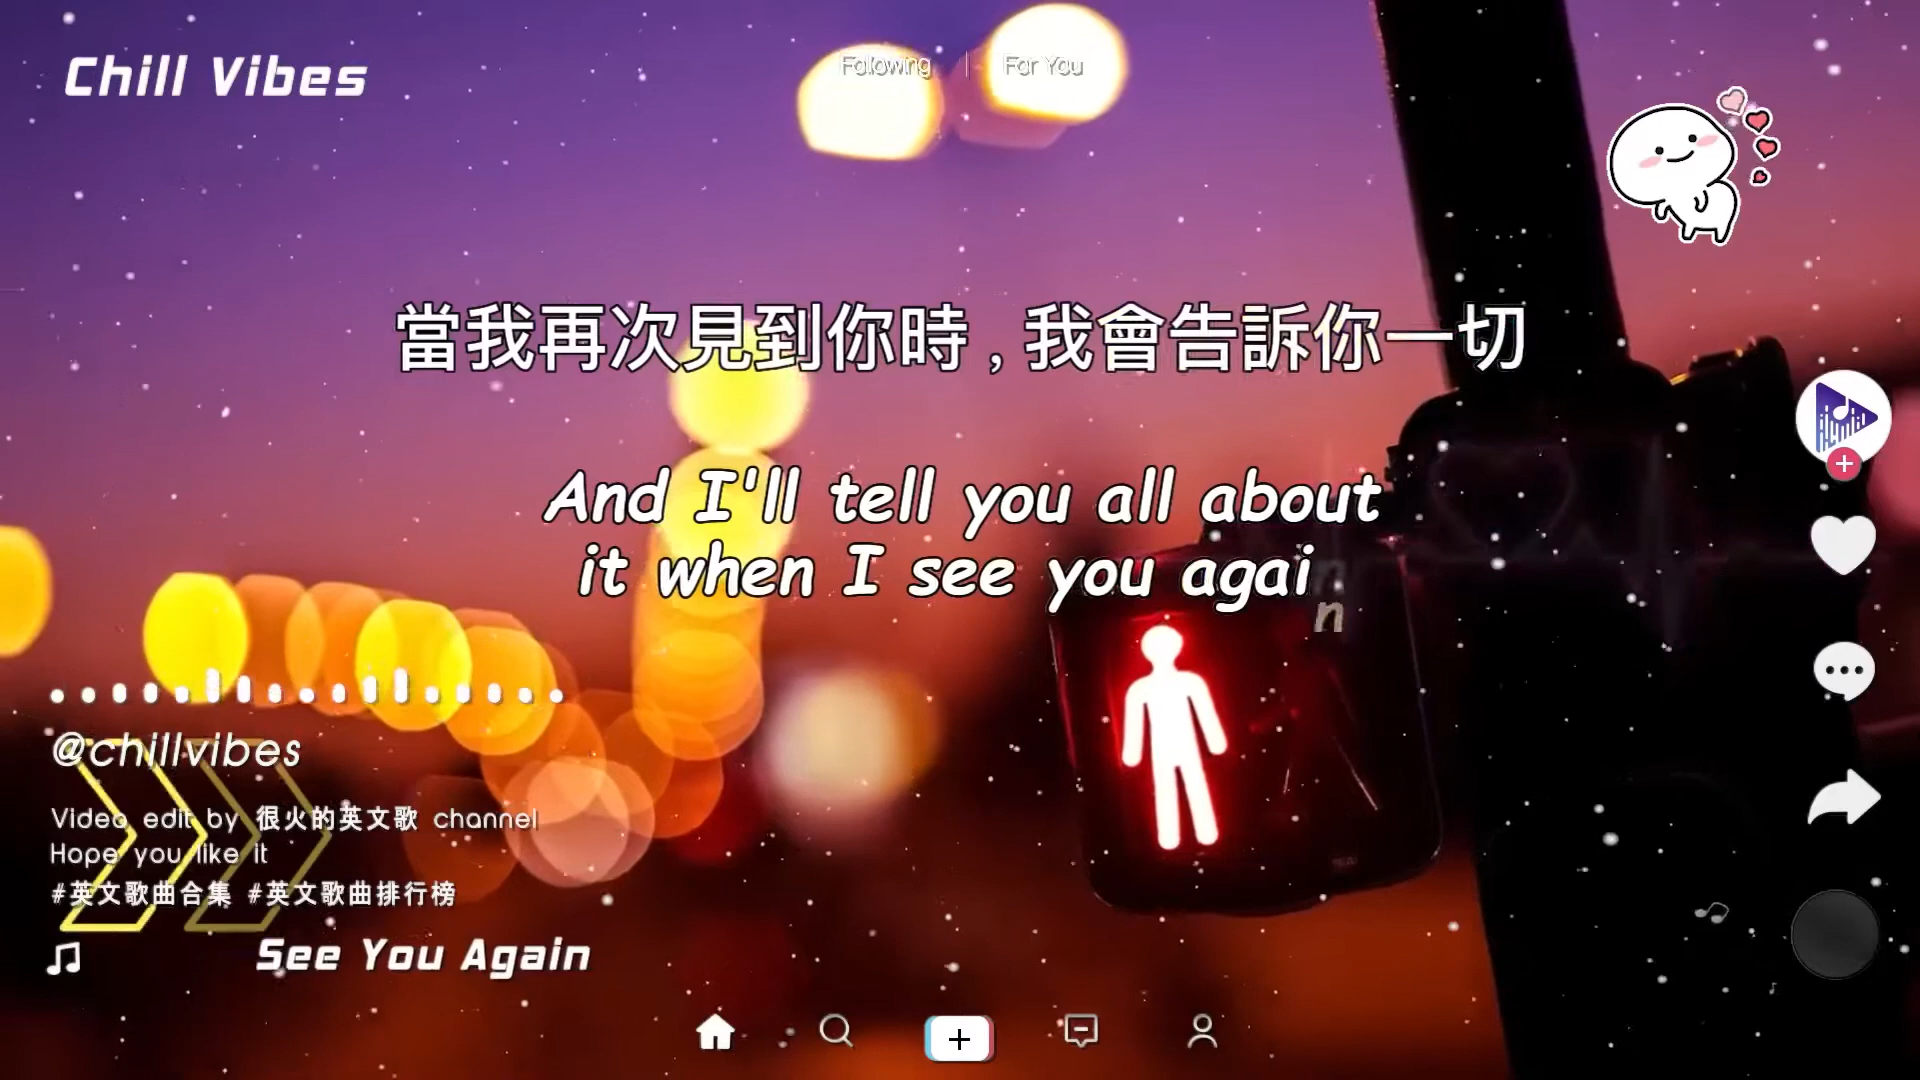 Chill Vibes
Following | For You
當我再次見到你時 , 我會告訴你一切
And I'll tell you all about
it when I see you again
@chillvibes
Video edit by 很火的英文歌 channel
Hope you like it
#英文歌曲合集 #英文歌曲排行榜
See You Again